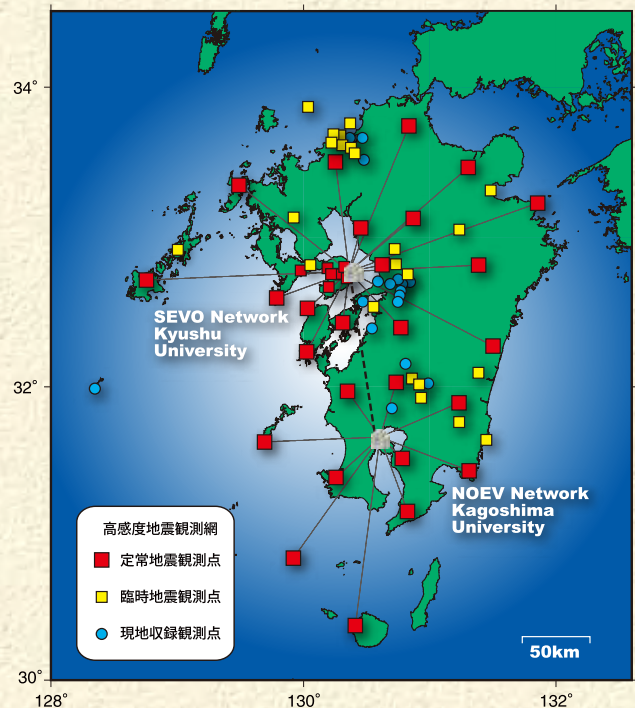 34°
SEVO Network
Kyushu
University
32°
NOEV Network
Kagoshima
University
高感度地震観測網
定常地震観測点
臨時地震観測点
現地収録観測点
50km
30°
128°
130°
132°